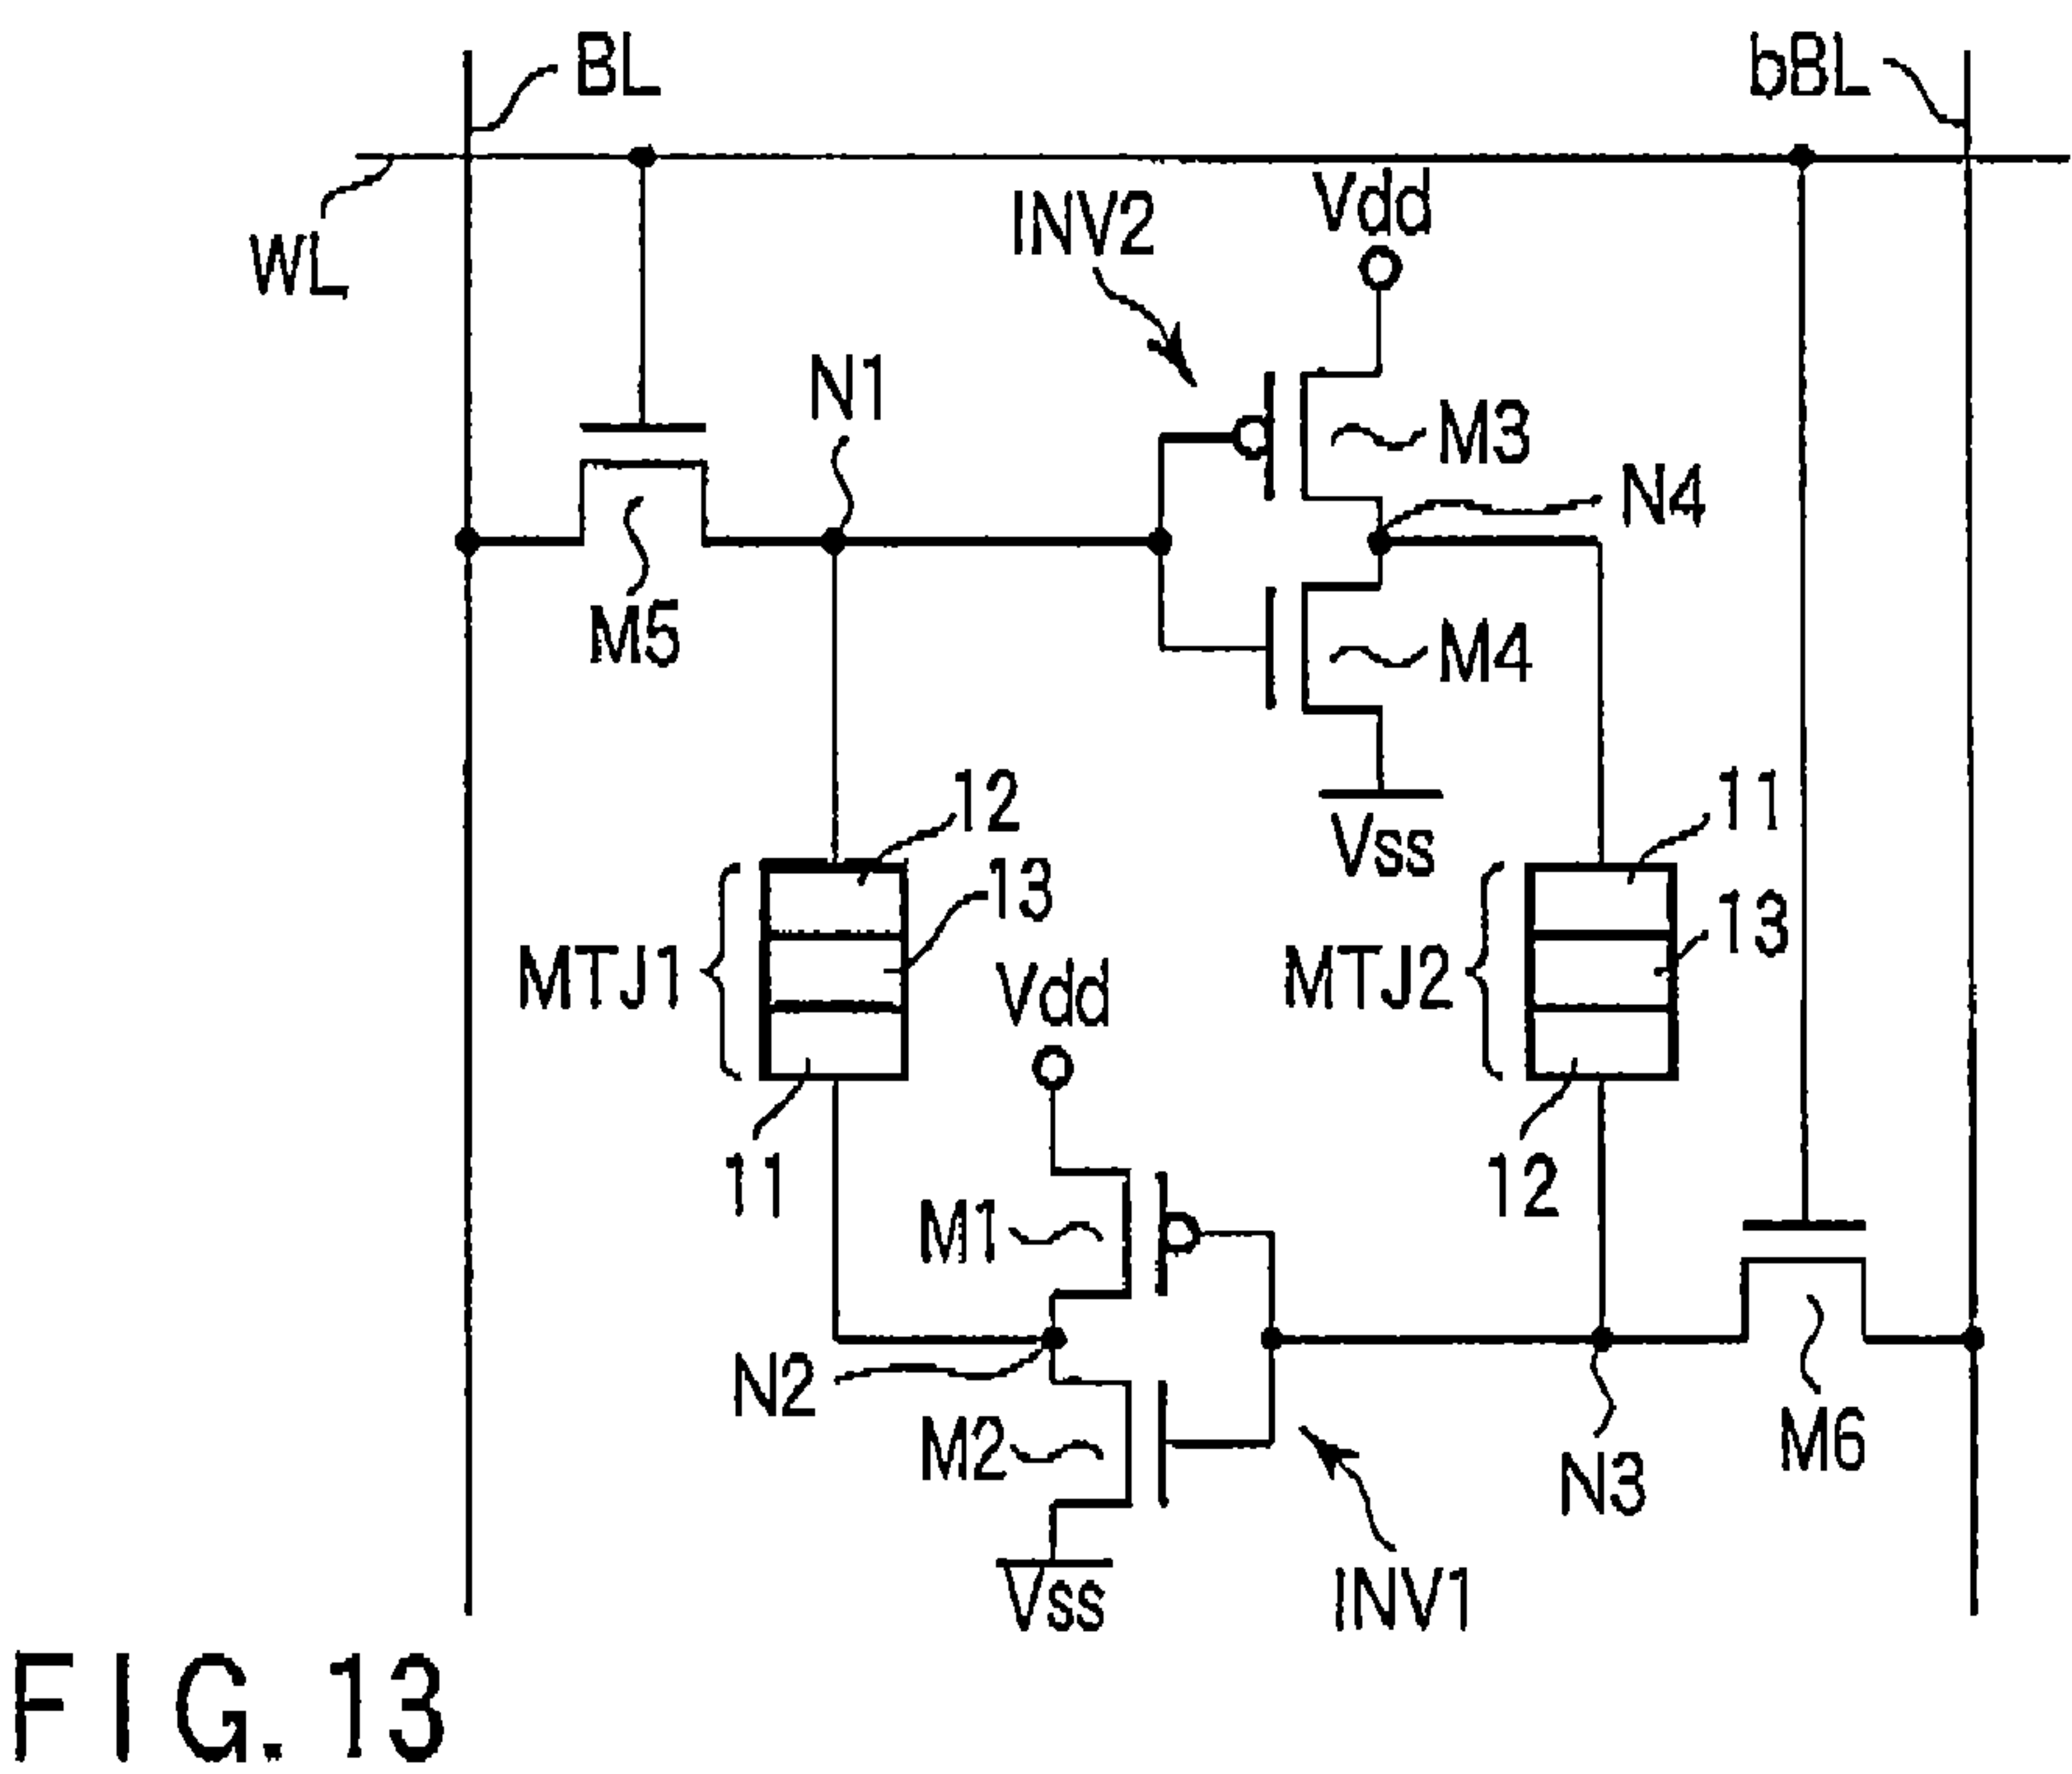 BL
bBL
WL
INV2
Vdd
N1
M3
N4
M5
M4
Vss
12
11
13
13
MTJ1
MTJ2
Vdd
11
12
M1
N2
M2
M6
N3
Vss
INV1
FIG.13